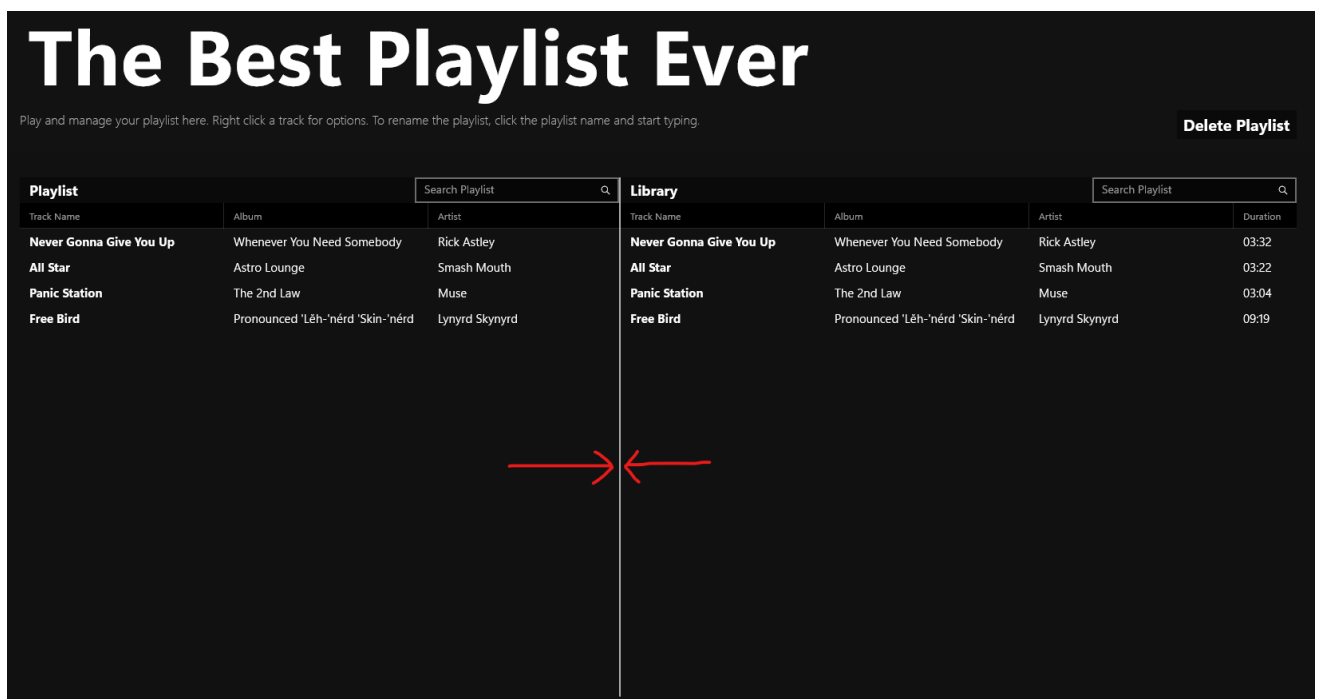 The Best Playlist Ever
Play and manage your playlist here. Right click a track for options. To rename the playlist, click the playlist name and start typing.
Delete Playlist
Playlist Search Playlist Library Search Playlist
Track Name Album Artist Track Name Album Artist Duration
Never Gonna Give You Up Whenever You Need Somebody Rick Astley Never Gonna Give You Up Whenever You Need Somebody Rick Astley 03:32
All Star Astro Lounge Smash Mouth All Star Astro Lounge Smash Mouth 03:22
Panic Station The 2nd Law Muse Panic Station The 2nd Law Muse 03:04
Free Bird Pronounced 'Lĕh-'nérd 'Skin-'nérd Lynyrd Skynyrd Free Bird Pronounced 'Lĕh-'nérd 'Skin-'nérd Lynyrd Skynyrd 09:19